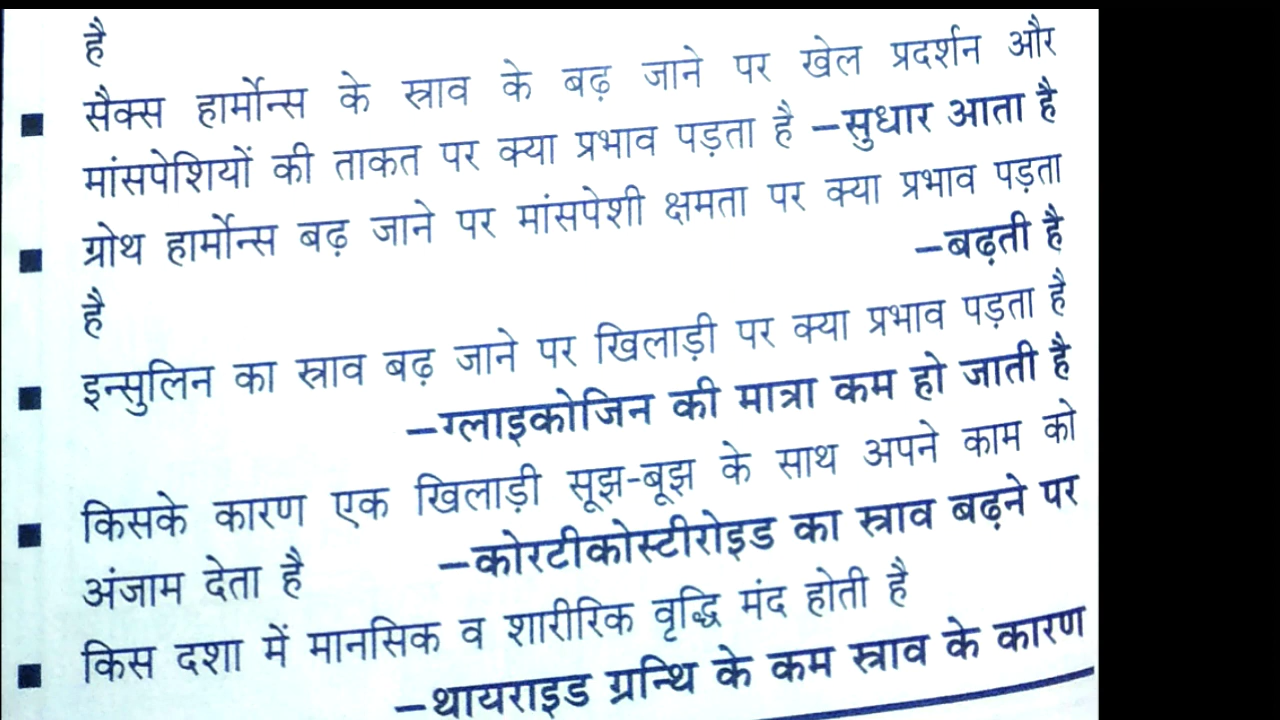 है
■ सैक्स हार्मोन्स के स्राव के बढ़ जाने पर खेल प्रदर्शन और
मांसपेशियों की ताकत पर क्या प्रभाव पड़ता है –सुधार आता है
■ ग्रोथ हार्मोन्स बढ़ जाने पर मांसपेशी क्षमता पर क्या प्रभाव पड़ता
है –बढ़ती है
■ इन्सुलिन का स्राव बढ़ जाने पर खिलाड़ी पर क्या प्रभाव पड़ता है
–ग्लाइकोजिन की मात्रा कम हो जाती है
■ किसके कारण एक खिलाड़ी सूझ-बूझ के साथ अपने काम को
अंजाम देता है –कोरटीकोस्टीरोइड का स्राव बढ़ने पर
■ किस दशा में मानसिक व शारीरिक वृद्धि मंद होती है
–थायराइड ग्रन्थि के कम स्राव के कारण